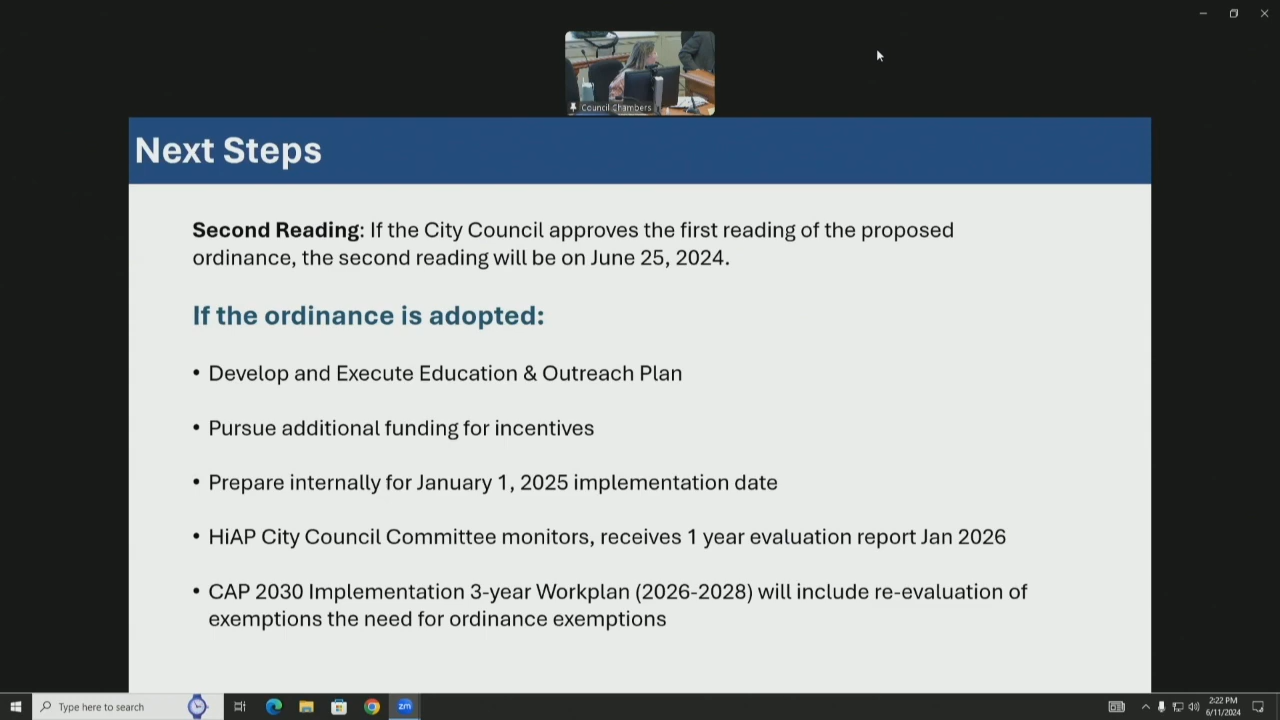 Council Chambers
Next Steps
Second Reading: If the City Council approves the first reading of the proposed
ordinance, the second reading will be on June 25, 2024.
If the ordinance is adopted:
• Develop and Execute Education & Outreach Plan
• Pursue additional funding for incentives
• Prepare internally for January 1, 2025 implementation date
• HiAP City Council Committee monitors, receives 1 year evaluation report Jan 2026
• CAP 2030 Implementation 3-year Workplan (2026-2028) will include re-evaluation of
exemptions the need for ordinance exemptions
Type here to search
zm
2:22 PM
6/11/2024